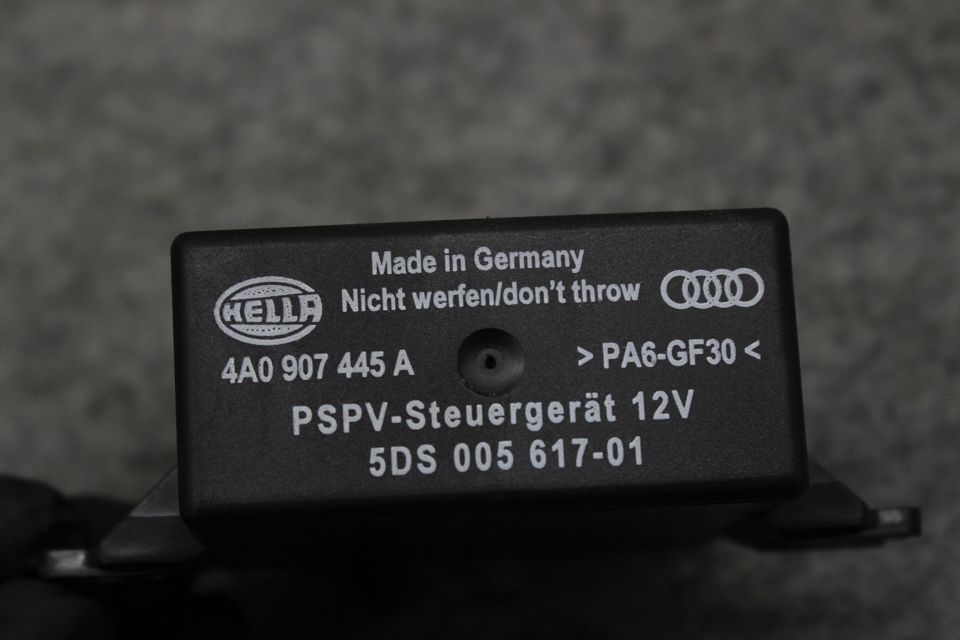 Made in Germany
HELLA
Nicht werfen/don't throw
4A0 907 445 A
> PA6-GF30 <
PSPV-Steuergerät 12V
5DS 005 617-01